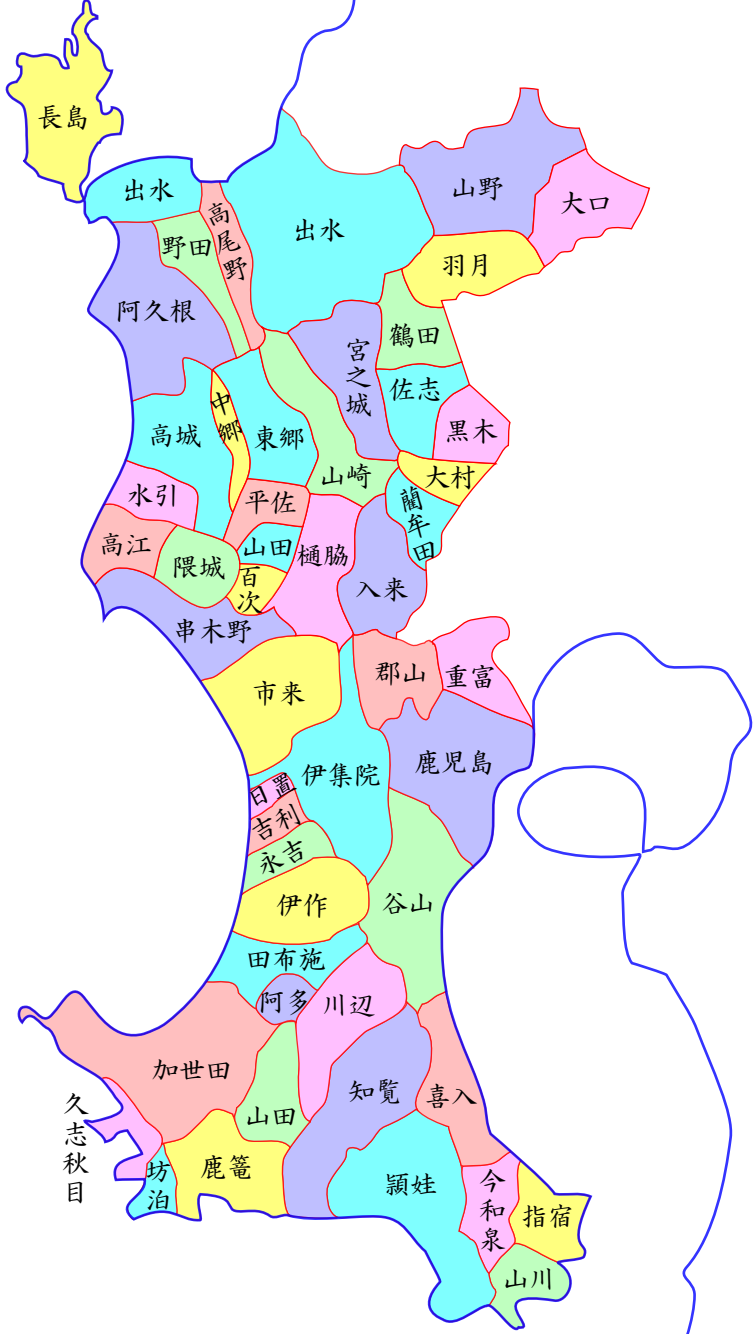 長島
出水
高尾野
野田
出水
山野
大口
羽月
阿久根
宮之城
鶴田
佐志
黒木
中郷
高城
東郷
山崎
大村
水引
平佐
藺牟田
高江
隈城
山田
樋脇
百次
入来
串木野
市来
郡山
重富
伊集院
鹿児島
日置
吉利
永吉
伊作
谷山
田布施
阿多
川辺
加世田
知覧
喜入
山田
久志秋目
坊泊
鹿篭
頴娃
今和泉
指宿
山川